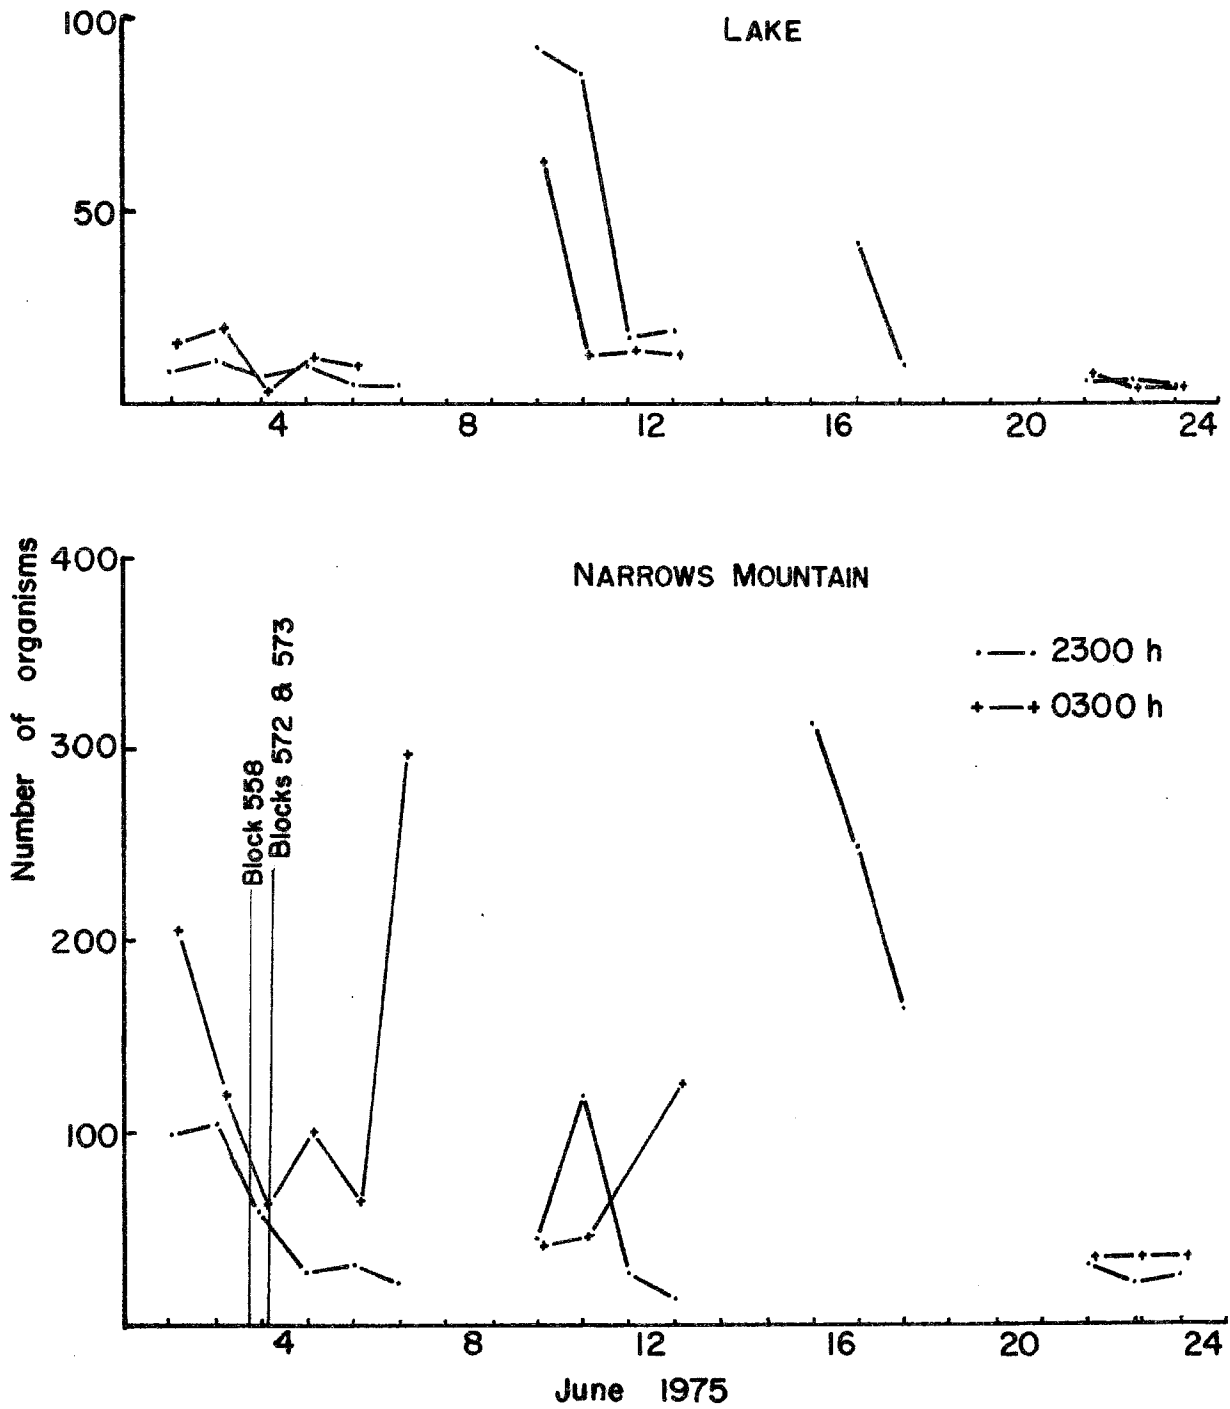 LAKE
100
50
4 8 12 16 20 24
NARROWS MOUNTAIN
Number of organisms
400
300
200
100
Block 558
Blocks 572 & 573
2300 h
0300 h
4 8 12 16 20 24
June 1975